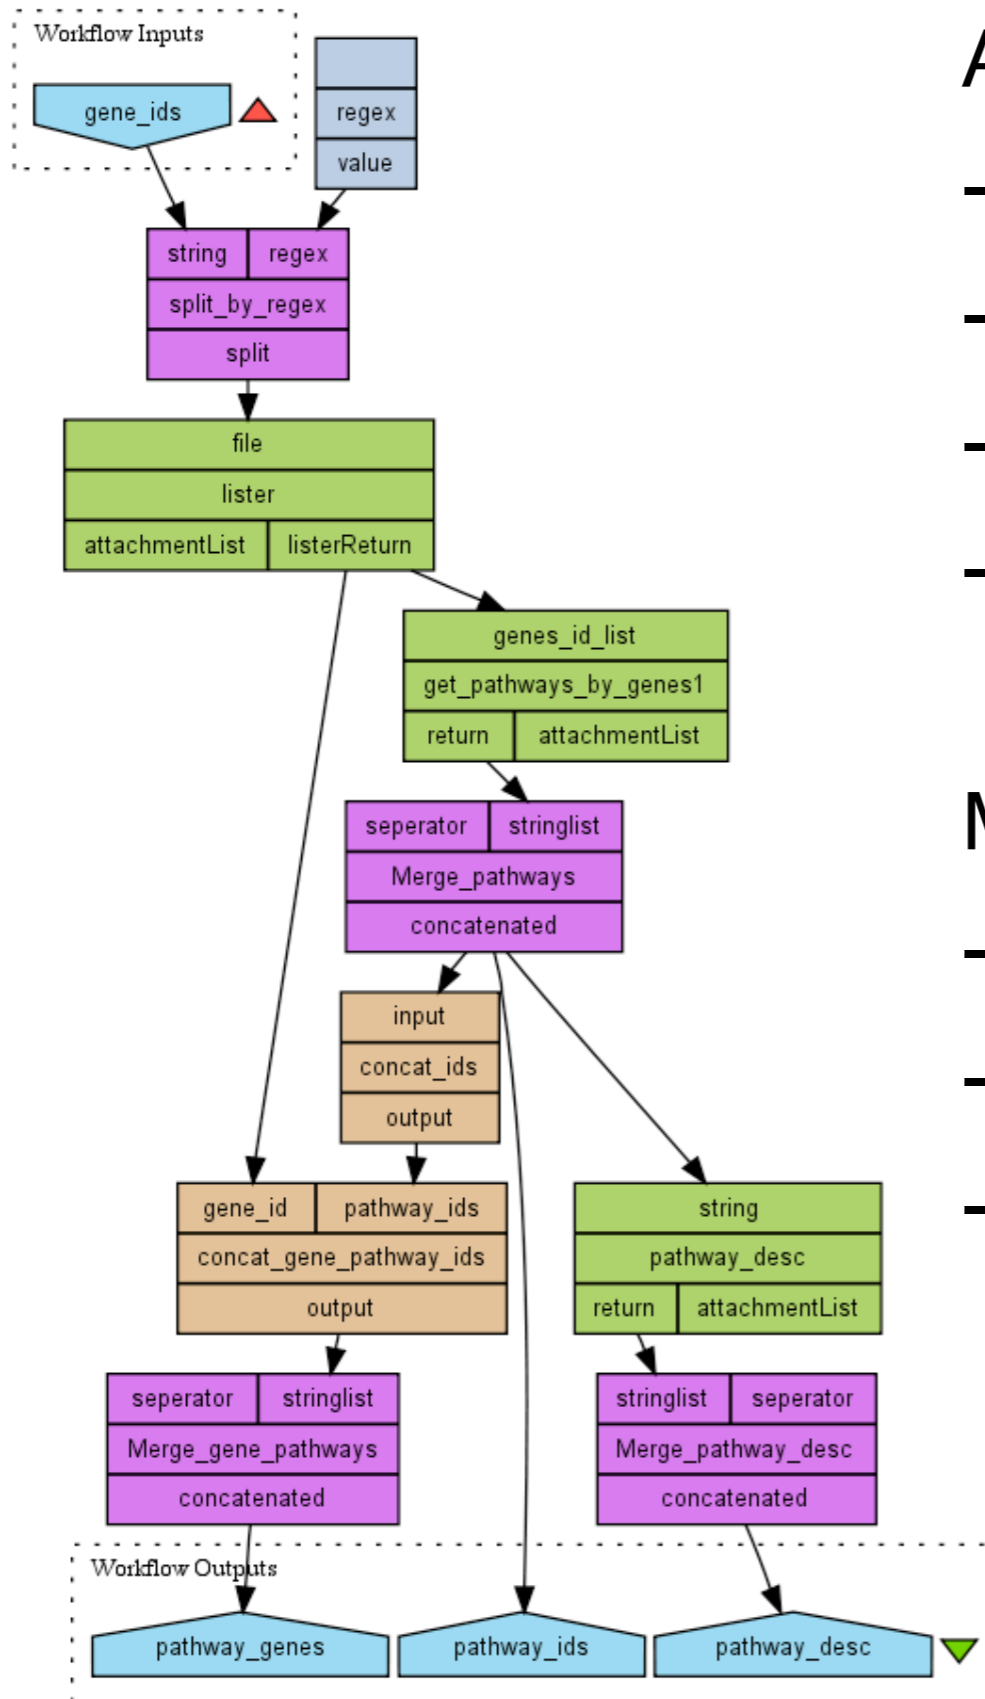 Workflow Inputs
gene_ids
regex
value
string regex
split_by_regex
split
file
lister
attachmentList listerReturn
genes_id_list
get_pathways_by_genes1
return attachmentList
seperator stringlist
Merge_pathways
concatenated
input
concat_ids
output
gene_id pathway_ids
concat_gene_pathway_ids
output
string
pathway_desc
return attachmentList
seperator stringlist
Merge_gene_pathways
concatenated
stringlist seperator
Merge_pathway_desc
concatenated
Workflow Outputs
pathway_genes pathway_ids pathway_desc